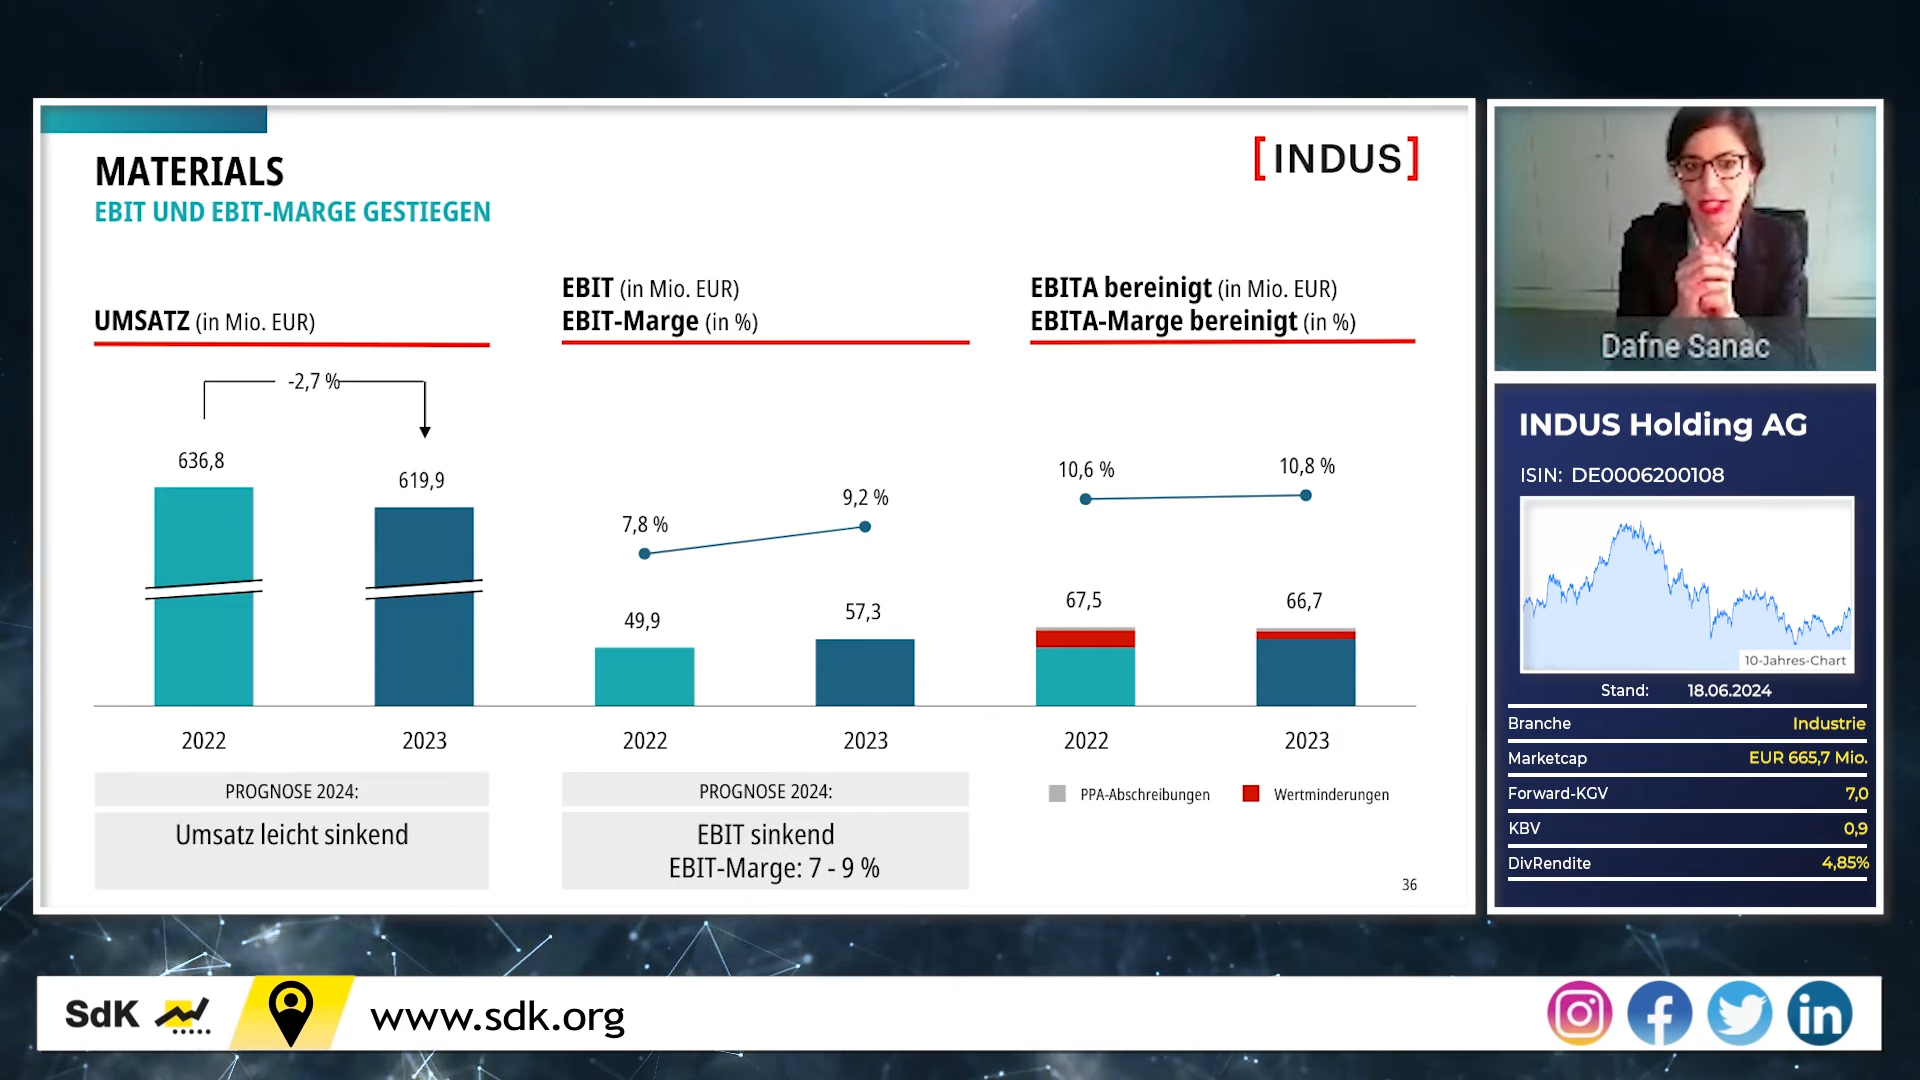 MATERIALS
EBIT UND EBIT-MARGE GESTIEGEN
[INDUS]
UMSATZ (in Mio. EUR)
-2,7 %
636,8
619,9
2022
2023
PROGNOSE 2024:
Umsatz leicht sinkend
EBIT (in Mio. EUR)
EBIT-Marge (in %)
7,8 %
9,2 %
49,9
57,3
2022
2023
PROGNOSE 2024:
EBIT sinkend
EBIT-Marge: 7 - 9 %
EBITA bereinigt (in Mio. EUR)
EBITA-Marge bereinigt (in %)
10,6 %
10,8 %
67,5
66,7
2022
2023
PPA-Abschreibungen
Wertminderungen
36
Dafne Sanac
INDUS Holding AG
ISIN: DE0006200108
10-Jahres-Chart
Stand: 18.06.2024
Branche Industrie
Marketcap EUR 665,7 Mio.
Forward-KGV 7,0
KBV 0,9
DivRendite 4,85%
SdK
www.sdk.org
in